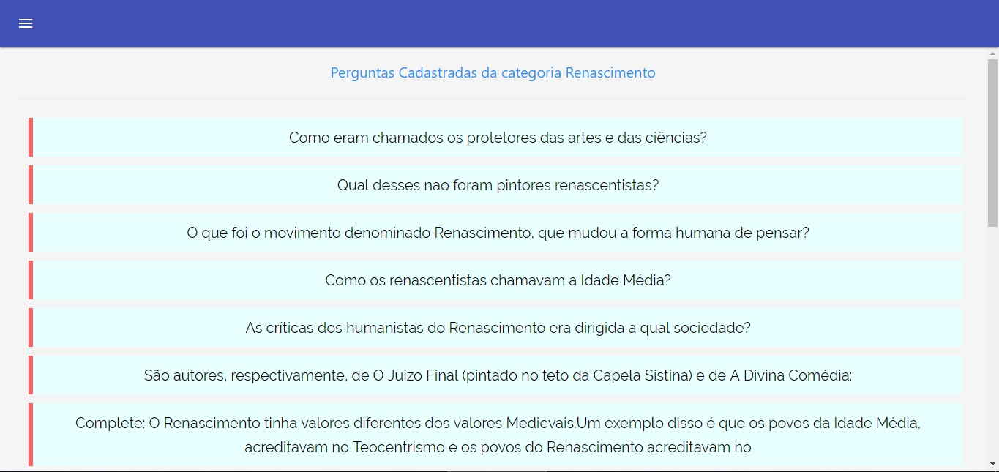 Perguntas Cadastradas da categoria Renascimento
Como eram chamados os protetores das artes e das ciências?
Qual desses nao foram pintores renascentistas?
O que foi o movimento denominado Renascimento, que mudou a forma humana de pensar?
Como os renascentistas chamavam a Idade Média?
As críticas dos humanistas do Renascimento era dirigida a qual sociedade?
São autores, respectivamente, de O Juízo Final (pintado no teto da Capela Sistina) e de A Divina Comédia:
Complete: O Renascimento tinha valores diferentes dos valores Medievais.Um exemplo disso é que os povos da Idade Média,
acreditavam no Teocentrismo e os povos do Renascimento acreditavam no